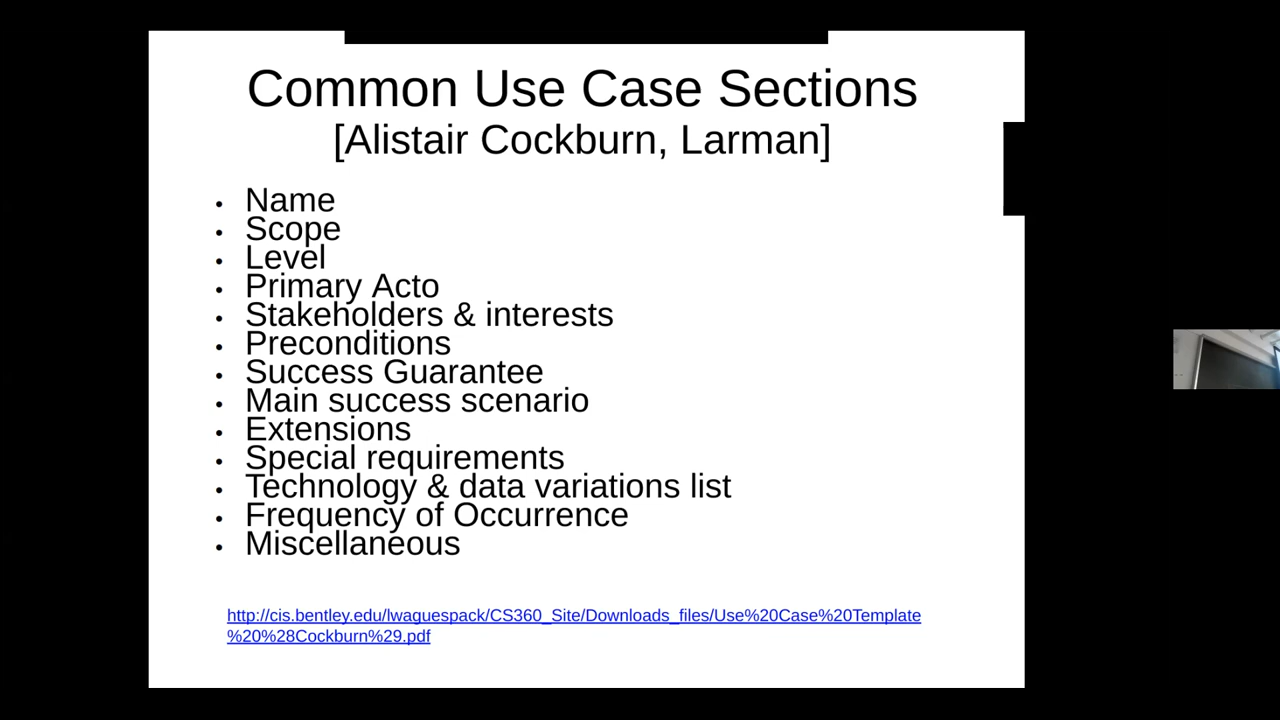 Common Use Case Sections
[Alistair Cockburn, Larman]
• Name
• Scope
• Level
• Primary Acto
• Stakeholders & interests
• Preconditions
• Success Guarantee
• Main success scenario
• Extensions
• Special requirements
• Technology & data variations list
• Frequency of Occurrence
• Miscellaneous
http://cis.bentley.edu/lwaguespack/CS360_Site/Downloads_files/Use%20Case%20Template
%20%28Cockburn%29.pdf